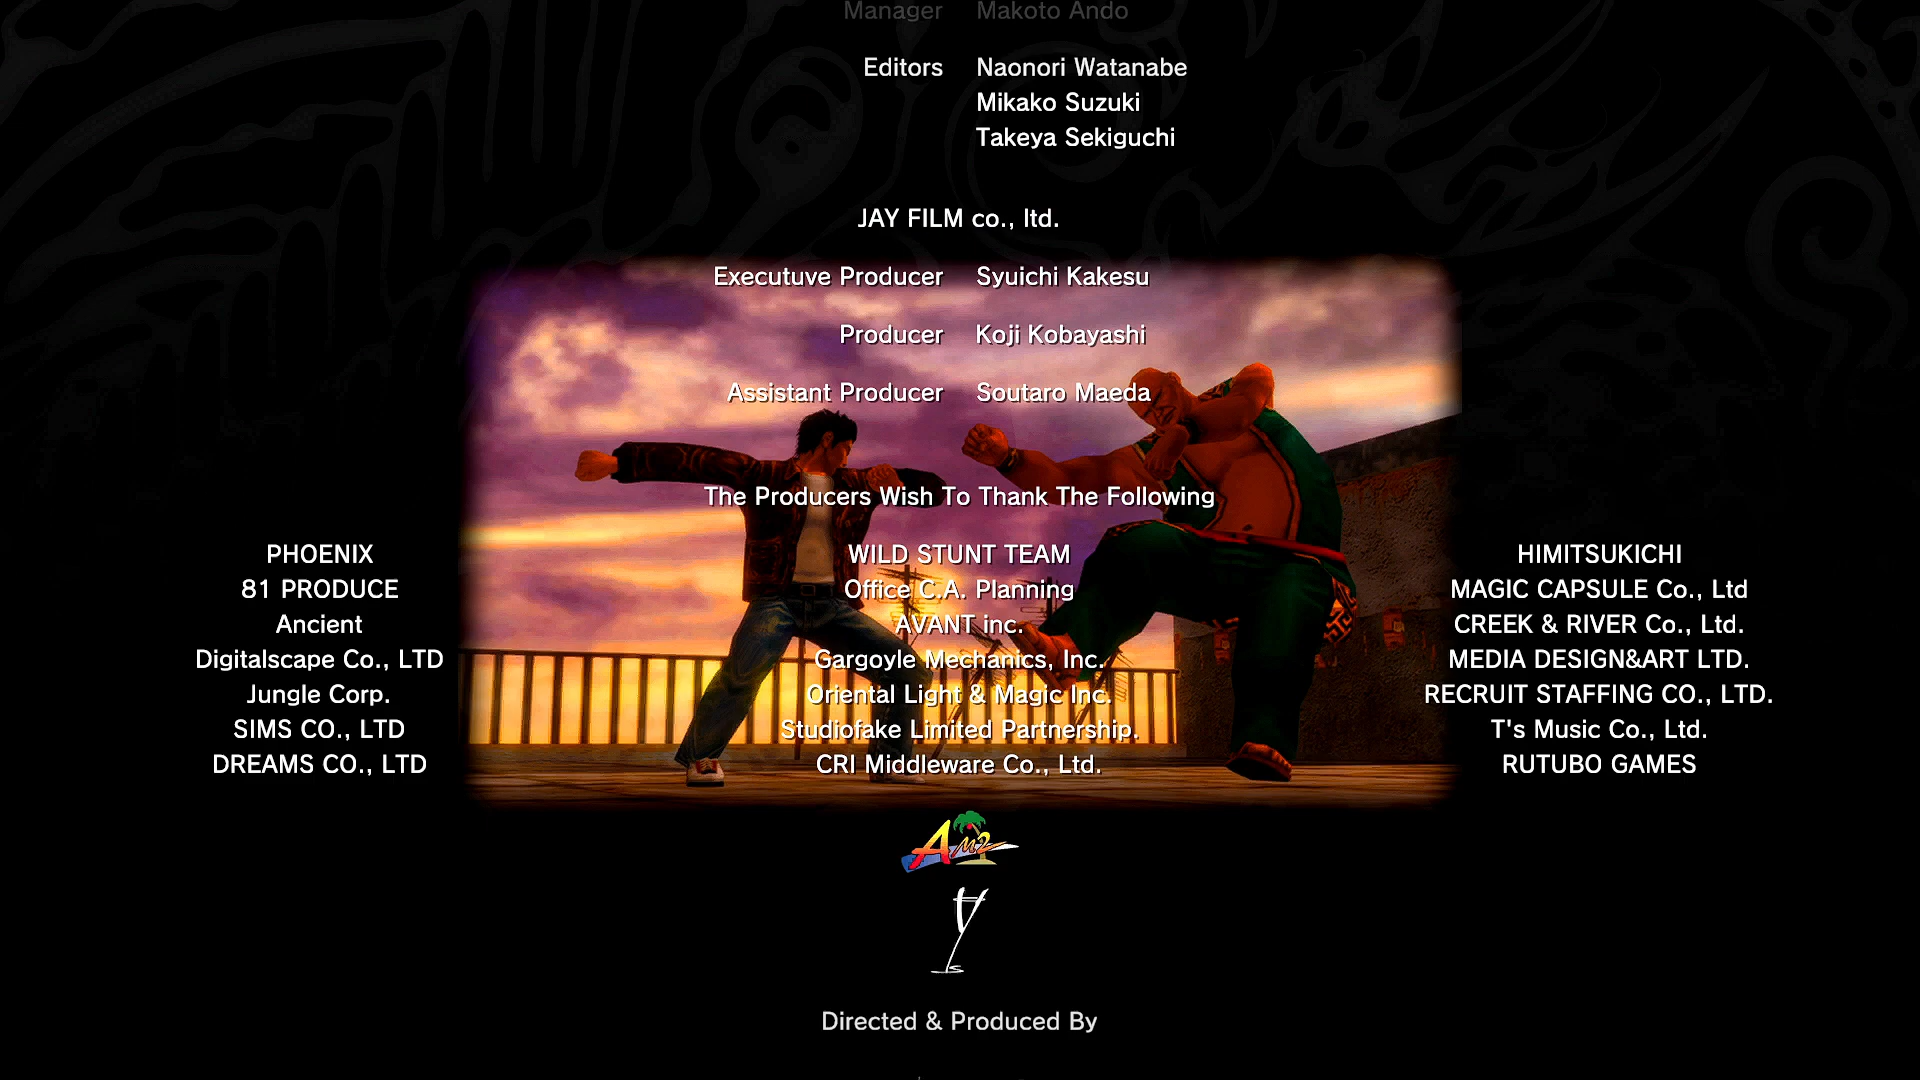 Manager Makoto Ando
Editors Naonori Watanabe
Mikako Suzuki
Takeya Sekiguchi
JAY FILM co., ltd.
Executuve Producer Syuichi Kakesu
Producer Koji Kobayashi
Assistant Producer Soutaro Maeda
The Producers Wish To Thank The Following
PHOENIX WILD STUNT TEAM HIMITSUKICHI
81 PRODUCE Office C.A. Planning MAGIC CAPSULE Co., Ltd
Ancient AVANT inc. CREEK & RIVER Co., Ltd.
Digitalscape Co., LTD Gargoyle Mechanics, Inc. MEDIA DESIGN&ART LTD.
Jungle Corp. Oriental Light & Magic Inc. RECRUIT STAFFING CO., LTD.
SIMS CO., LTD Studiofake Limited Partnership. T's Music Co., Ltd.
DREAMS CO., LTD CRI Middleware Co., Ltd. RUTUBO GAMES
AM2
Ys
Directed & Produced By